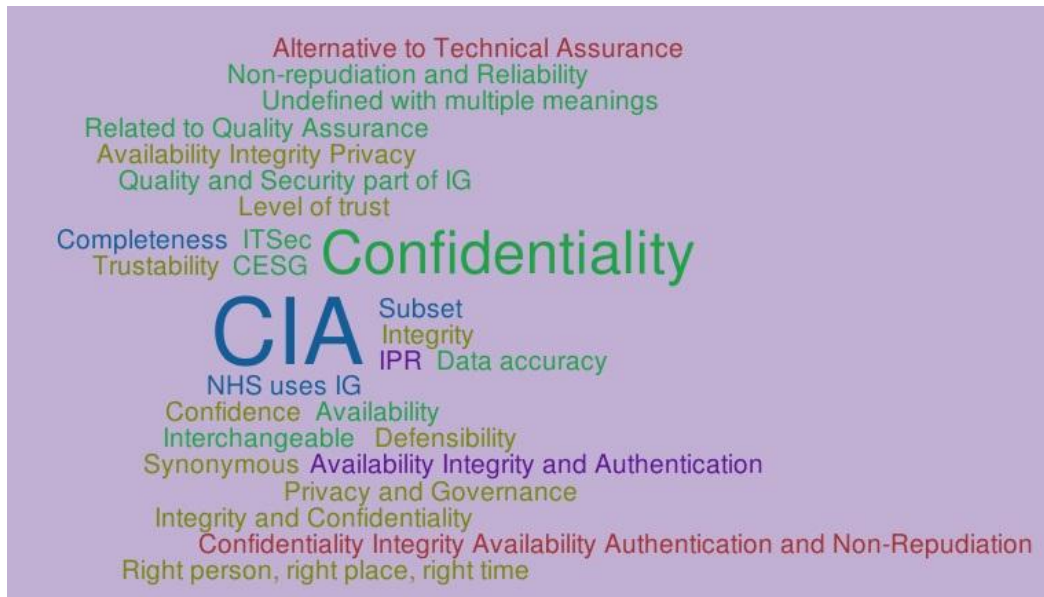 Alternative to Technical Assurance
Non-repudiation and Reliability
Undefined with multiple meanings
Related to Quality Assurance
Availability Integrity Privacy
Quality and Security part of IG
Level of trust
Completeness ITSec
Trustability CESG
Confidentiality
CIA
Subset
Integrity
IPR Data accuracy
NHS uses IG
Confidence Availability
Interchangeable Defensibility
Synonymous Availability Integrity and Authentication
Privacy and Governance
Integrity and Confidentiality
Confidentiality Integrity Availability Authentication and Non-Repudiation
Right person, right place, right time